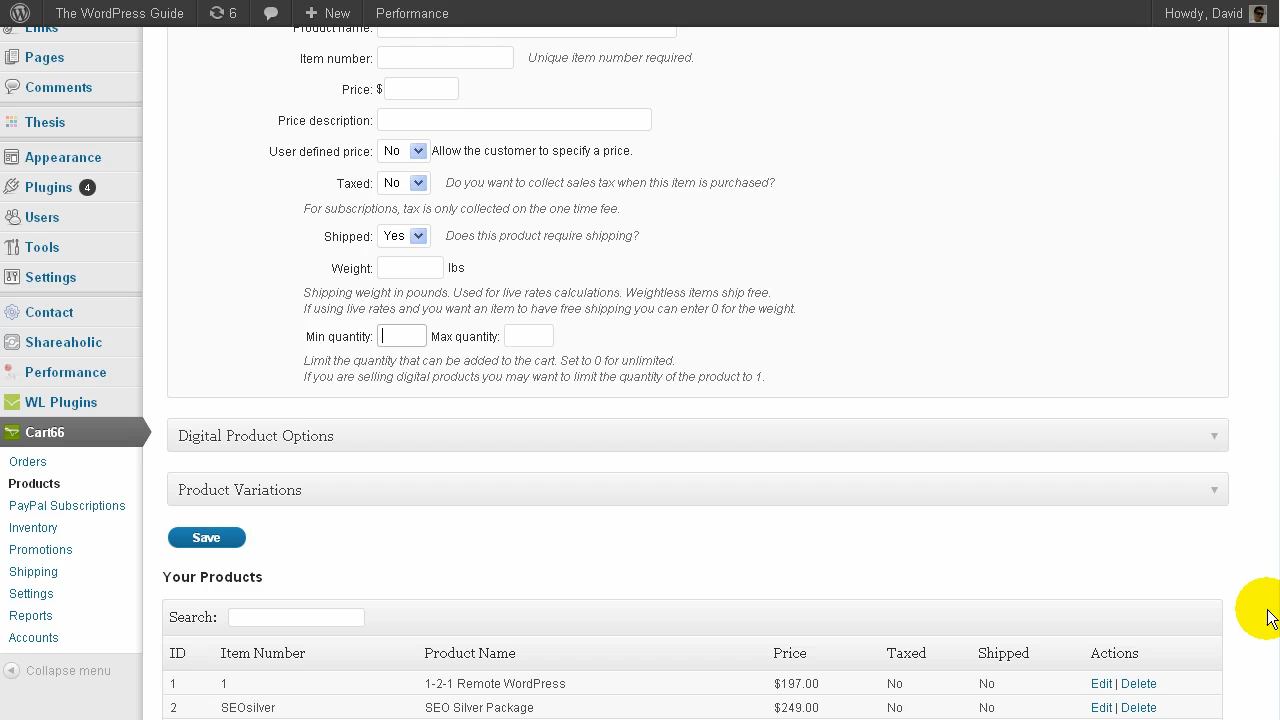 The WordPress Guide 6 New Performance Howdy, David
Links
Pages
Comments
Thesis
Appearance
Plugins 4
Users
Tools
Settings
Contact
Shareaholic
Performance
WL Plugins
Cart66
Orders
Products
PayPal Subscriptions
Inventory
Promotions
Shipping
Settings
Reports
Accounts
Collapse menu
Product name:
Item number: Unique item number required.
Price: $
Price description:
User defined price: No Allow the customer to specify a price.
Taxed: No Do you want to collect sales tax when this item is purchased?
For subscriptions, tax is only collected on the one time fee.
Shipped: Yes Does this product require shipping?
Weight: lbs
Shipping weight in pounds. Used for live rates calculations. Weightless items ship free.
If using live rates and you want an item to have free shipping you can enter 0 for the weight.
Min quantity: Max quantity:
Limit the quantity that can be added to the cart. Set to 0 for unlimited.
If you are selling digital products you may want to limit the quantity of the product to 1.
Digital Product Options
Product Variations
Save
Your Products
Search:
ID Item Number Product Name Price Taxed Shipped Actions
1 1 1-2-1 Remote WordPress $197.00 No No Edit | Delete
2 SEOsilver SEO Silver Package $249.00 No No Edit | Delete